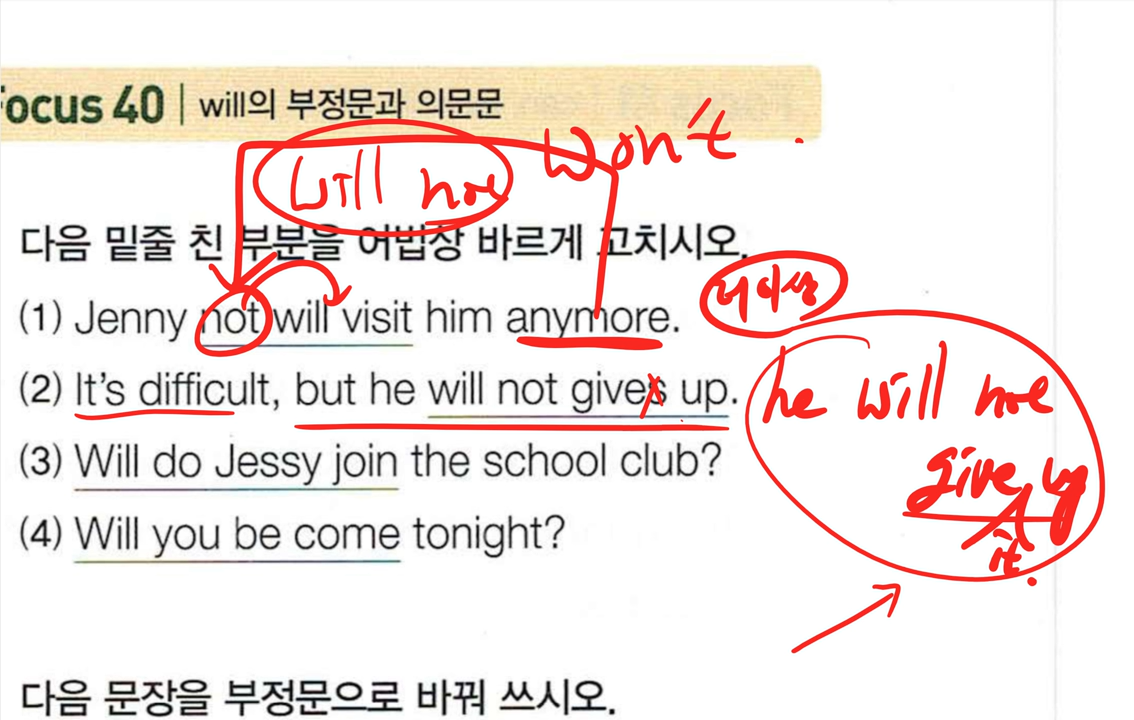 Focus 40 | will의 부정문과 의문문
will not won't.
다음 밑줄 친 부분을 어법상 바르게 고치시오.
(1) Jenny not will visit him anymore. 더이상
(2) It's difficult, but he will not gives up. he will not
give up
it.
(3) Will do Jessy join the school club?
(4) Will you be come tonight?
다음 문장을 부정문으로 바꿔 쓰시오.